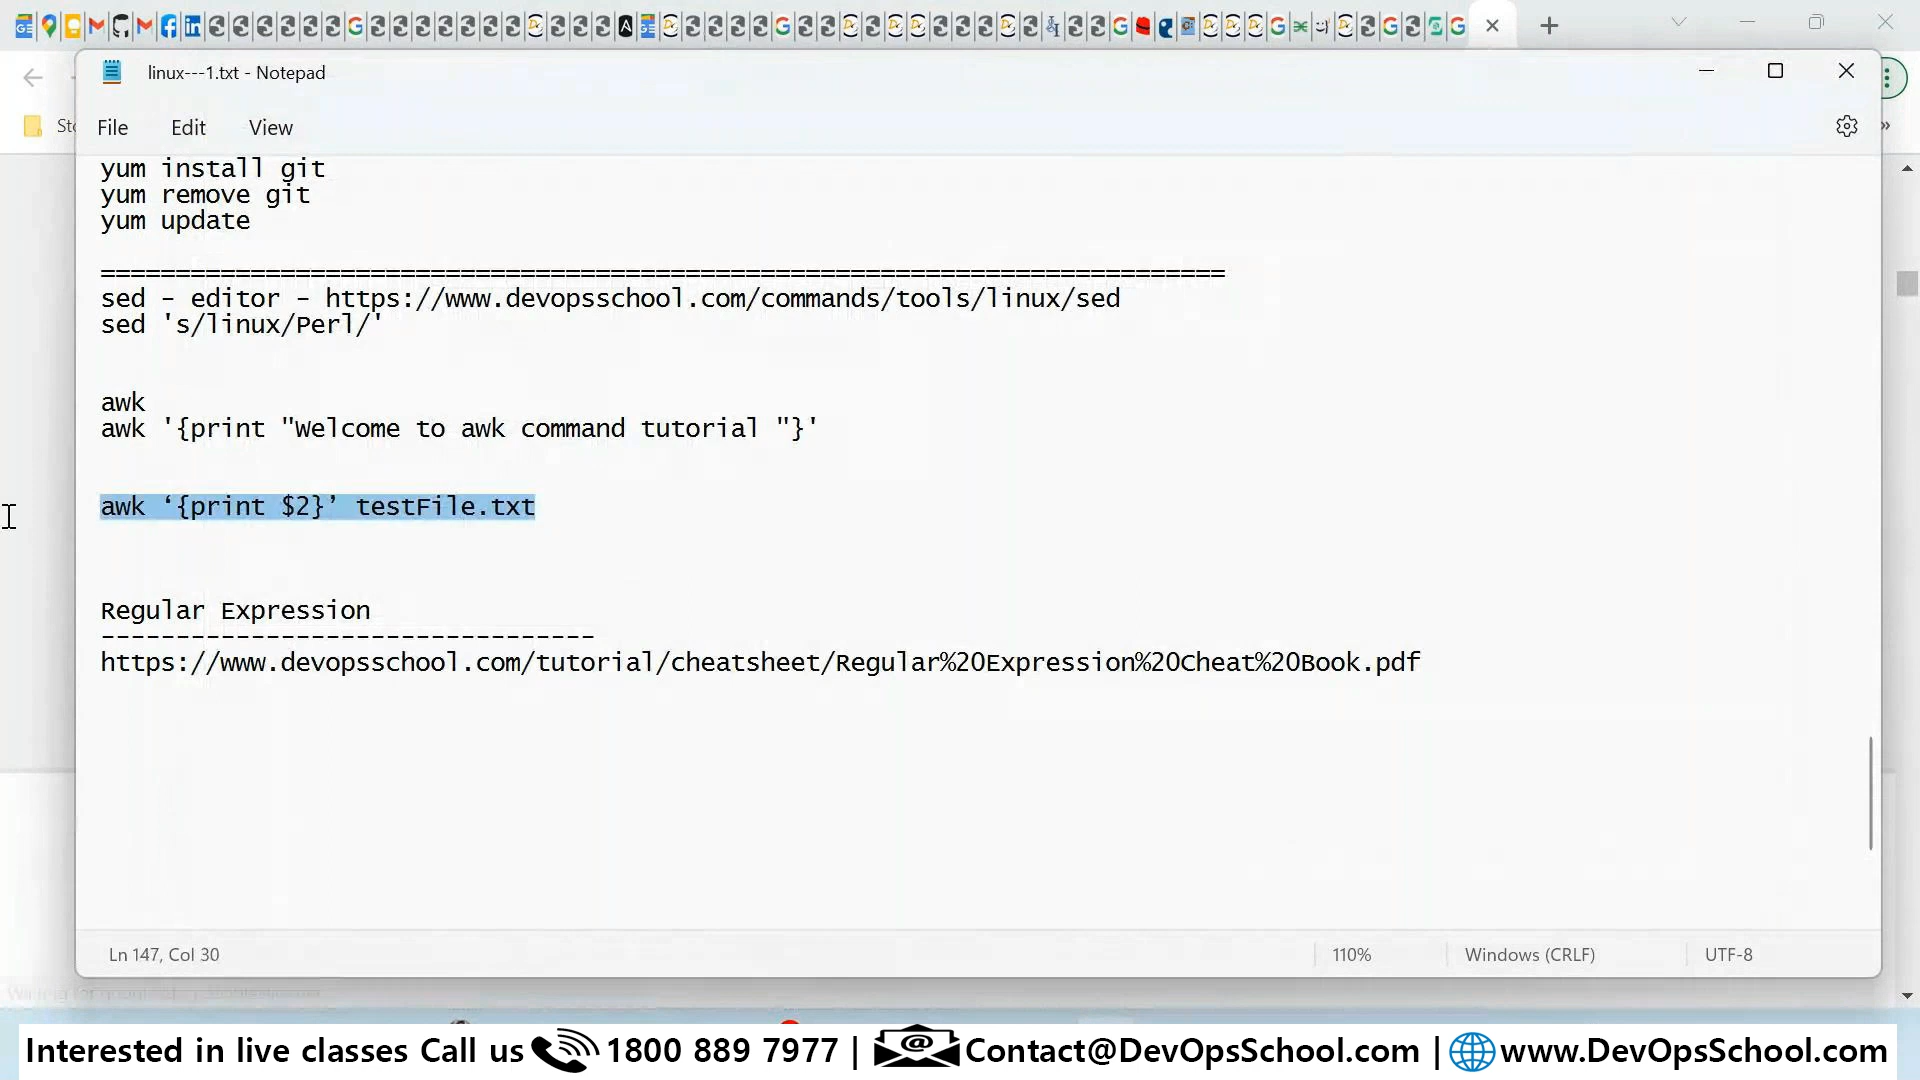 linux---1.txt - Notepad
File Edit View
yum install git
yum remove git
yum update
===========================================================================
sed – editor – https://www.devopsschool.com/commands/tools/linux/sed
sed 's/linux/Perl/'
awk
awk '{print "Welcome to awk command tutorial "}'
awk ‘{print $2}’ testFile.txt
Regular Expression
---------------------------------
https://www.devopsschool.com/tutorial/cheatsheet/Regular%20Expression%20Cheat%20Book.pdf
Ln 147, Col 30 110% Windows (CRLF) UTF-8
Interested in live classes Call us 1800 889 7977 | Contact@DevOpsSchool.com | www.DevOpsSchool.com